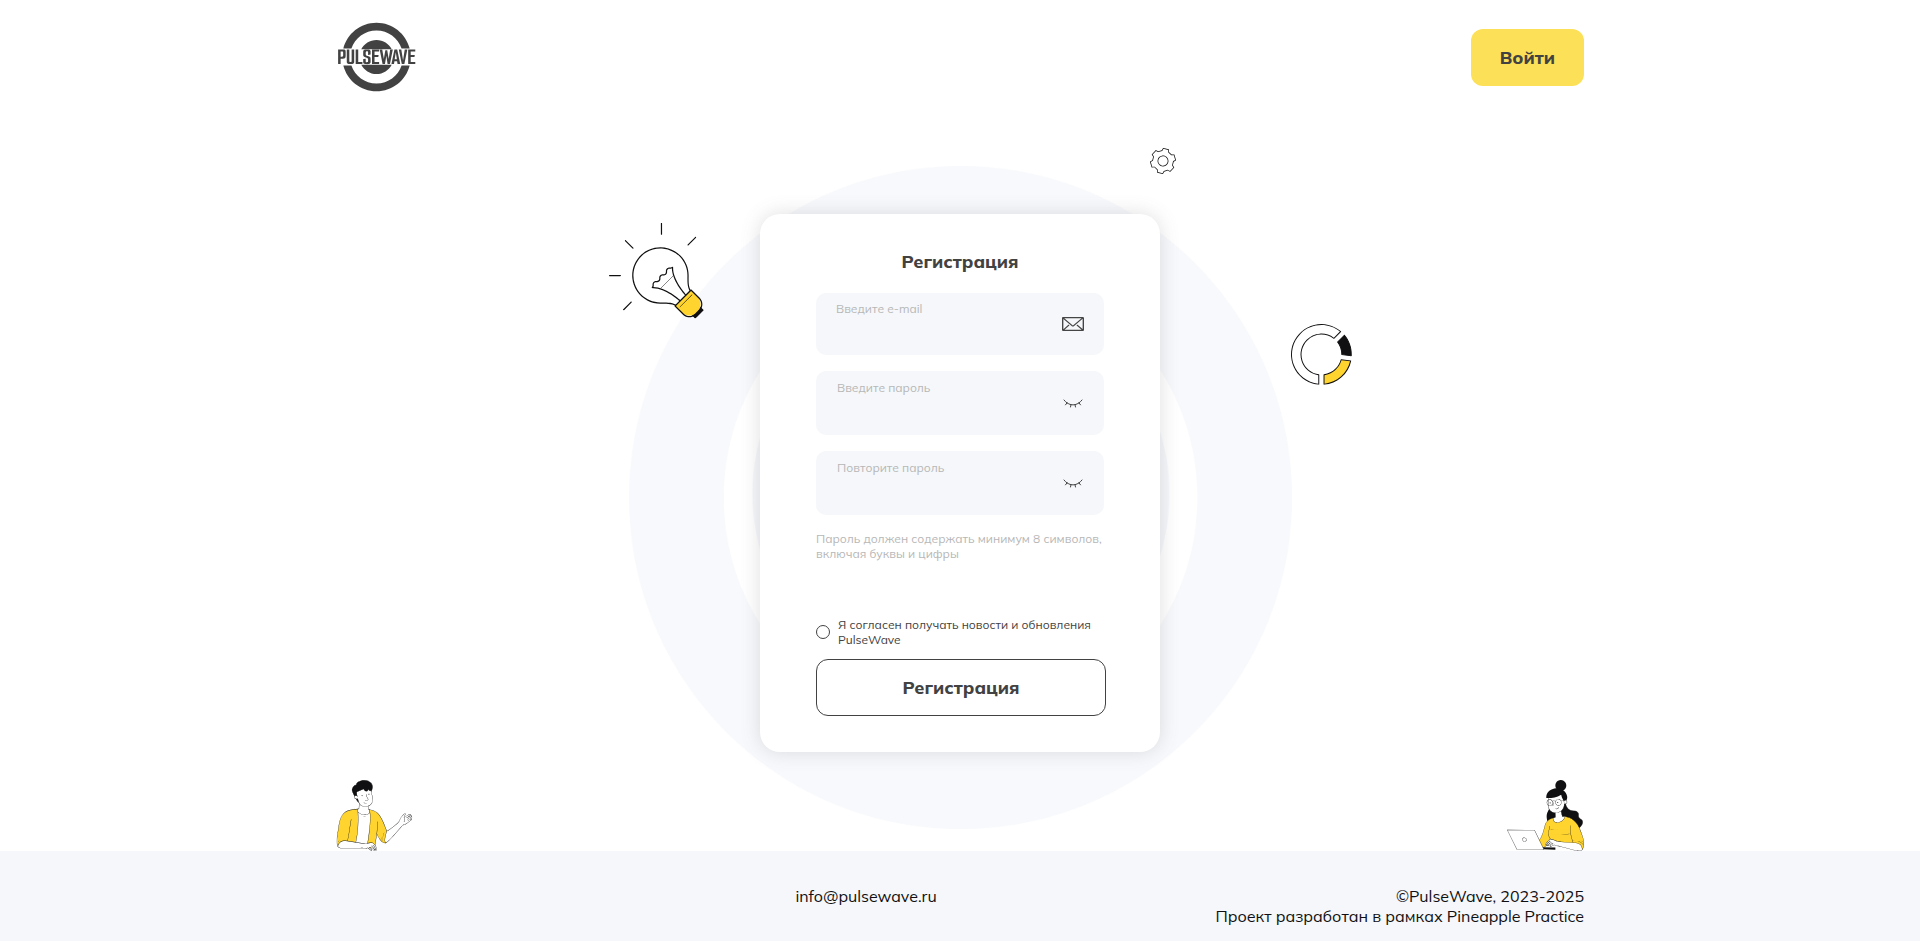 PULSEWAVE
Войти
Регистрация
Введите e-mail
Введите пароль
Повторите пароль
Пароль должен содержать минимум 8 символов,
включая буквы и цифры
Я согласен получать новости и обновления
PulseWave
Регистрация
info@pulsewave.ru
©PulseWave, 2023-2025
Проект разработан в рамках Pineapple Practice